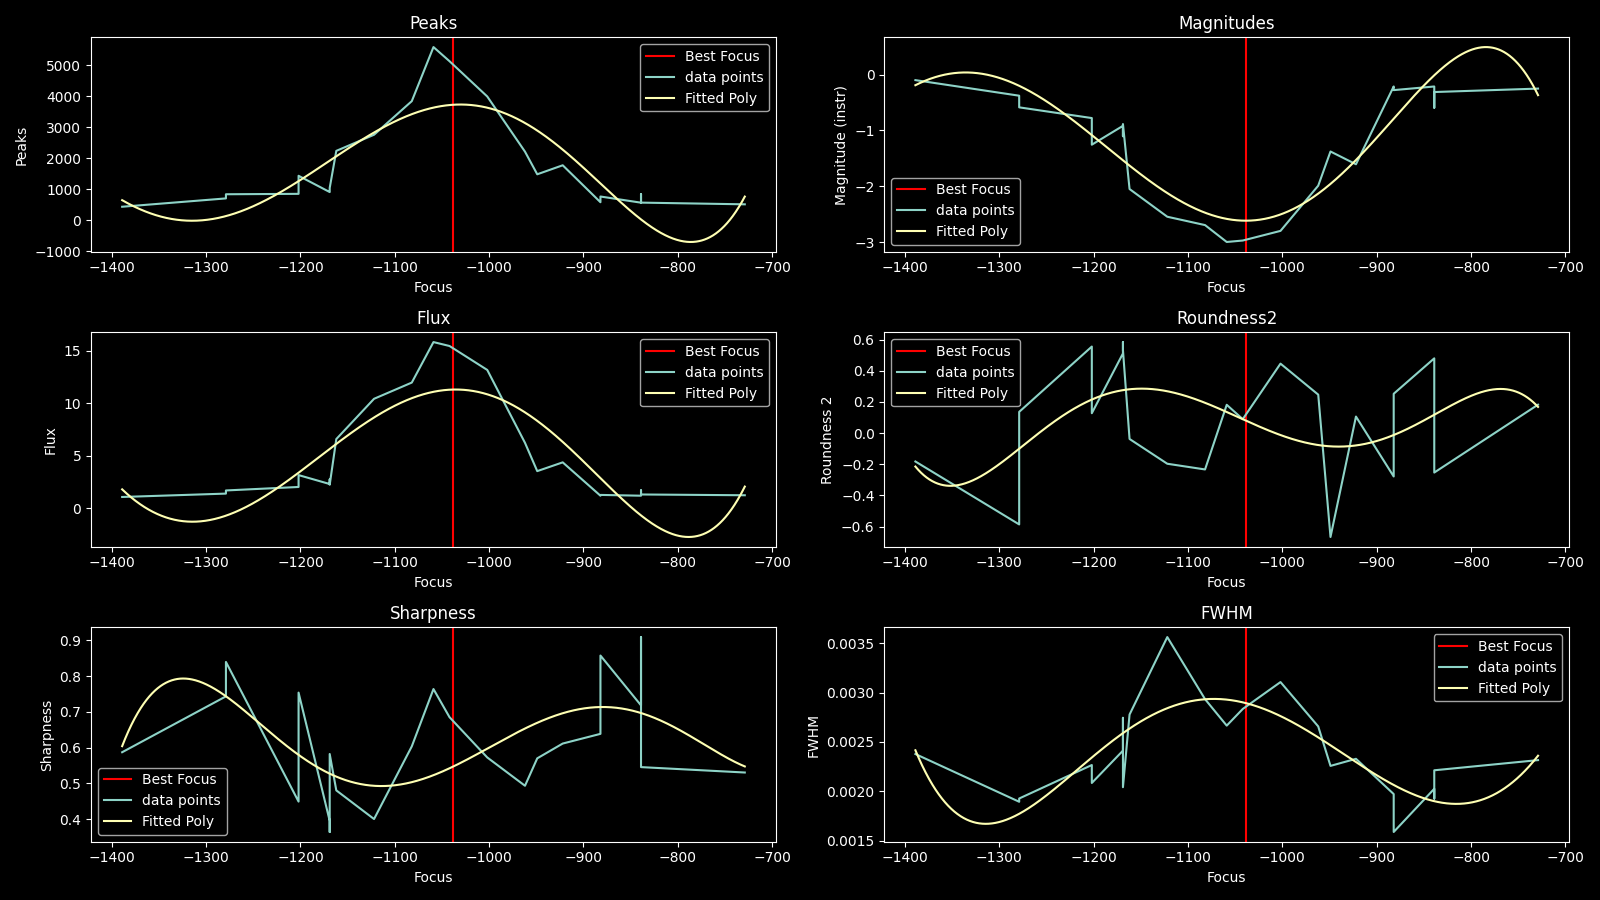 Peaks
Peaks
5000
4000
3000
2000
1000
0
−1000
Best Focus
data points
Fitted Poly
−1400 −1300 −1200 −1100 −1000 −900 −800 −700
Focus
Magnitudes
Magnitude (instr)
0
−1
−2
−3
Best Focus
data points
Fitted Poly
−1400 −1300 −1200 −1100 −1000 −900 −800 −700
Focus
Flux
Flux
15
10
5
0
Best Focus
data points
Fitted Poly
−1400 −1300 −1200 −1100 −1000 −900 −800 −700
Focus
Roundness2
Roundness 2
0.6
0.4
0.2
0.0
−0.2
−0.4
−0.6
Best Focus
data points
Fitted Poly
−1400 −1300 −1200 −1100 −1000 −900 −800 −700
Focus
Sharpness
Sharpness
0.9
0.8
0.7
0.6
0.5
0.4
Best Focus
data points
Fitted Poly
−1400 −1300 −1200 −1100 −1000 −900 −800 −700
Focus
FWHM
FWHM
0.0035
0.0030
0.0025
0.0020
0.0015
Best Focus
data points
Fitted Poly
−1400 −1300 −1200 −1100 −1000 −900 −800 −700
Focus